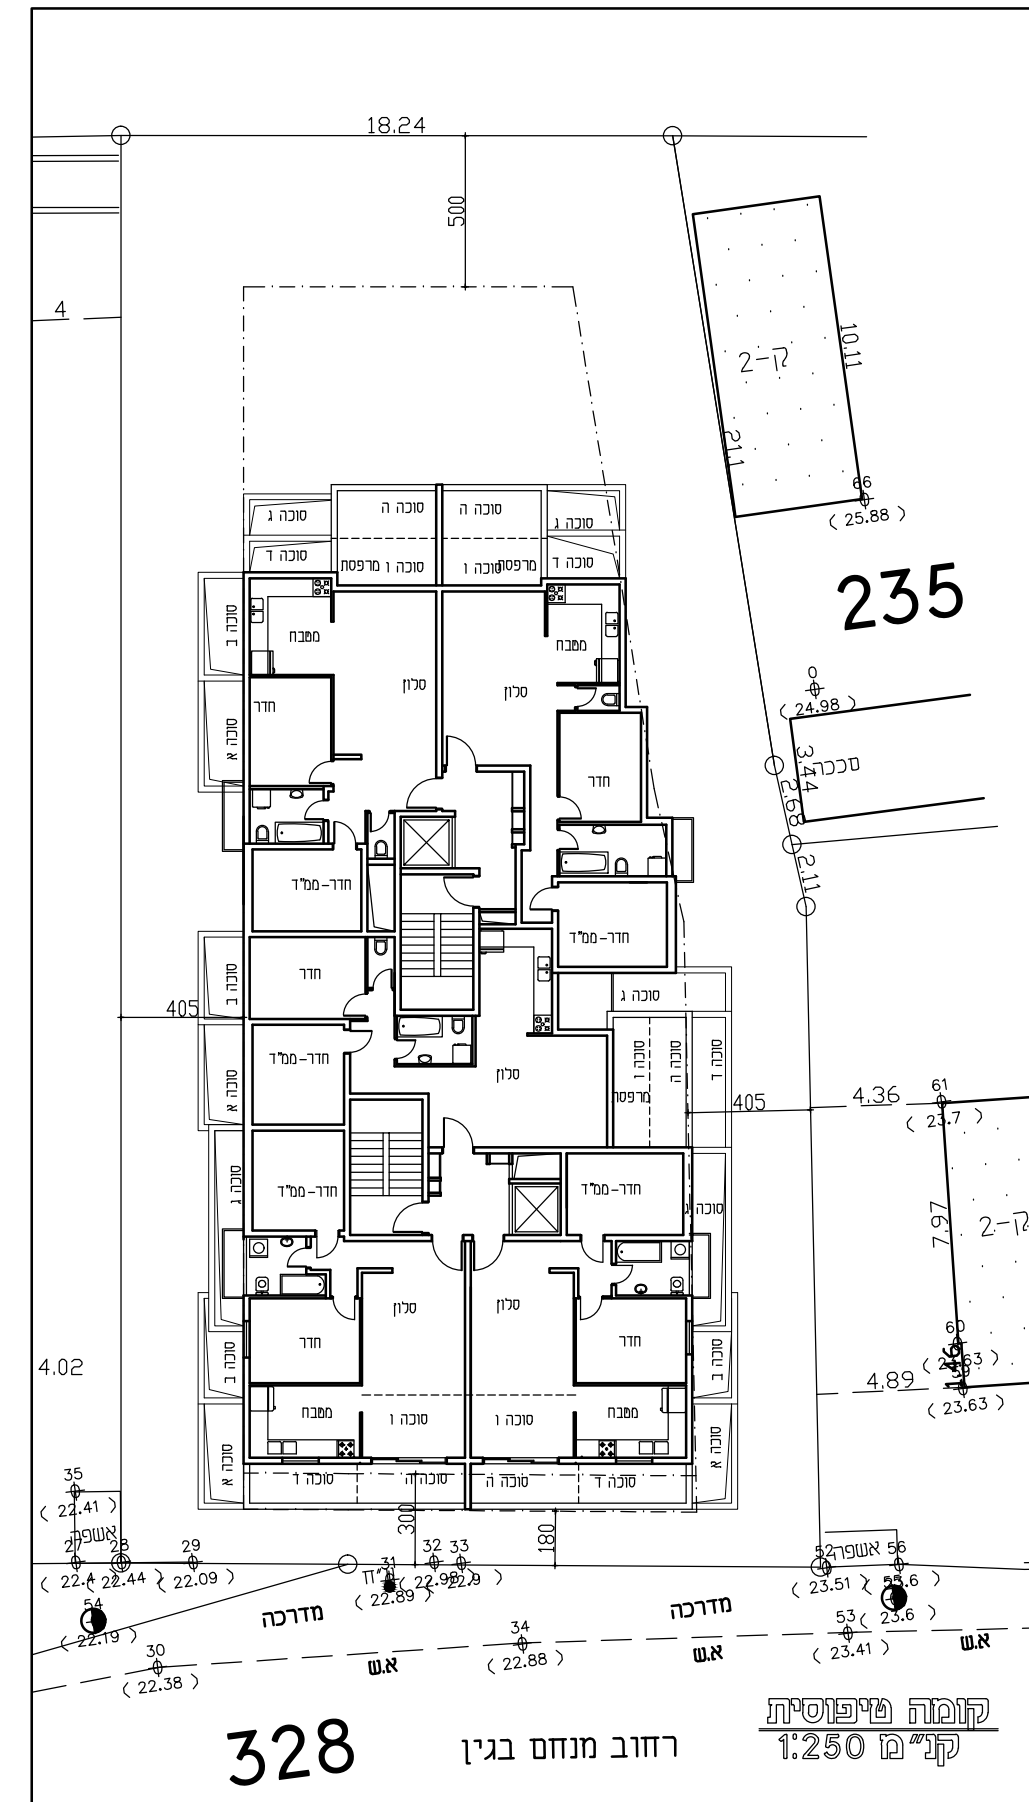 18.24
500
4
10.11
ק-2
21.1
66
( 25.88 )
סוכה ה
סוכה ה
סוכה ג
סוכה ג
סוכה ד
מרפסת
סוכה ו
סוכה ו
מרפסת
סוכה ד
235
סוכה ב
מטבח
מטבח
0
( 24.98 )
סלון
סלון
חדר
סוכה א
3.44
סככה
חדר
2.68
2.11
חדר-ממ"ד
חדר-ממ"ד
חדר
סוכה ב
סוכה ג
405
חדר-ממ"ד
סוכה ו
סוכה ה
סוכה ד
סלון
סוכה א
מרפסת
405
4.36
61
( 23.7 )
סוכה ג
חדר-ממ"ד
חדר-ממ"ד
סוכה ג
7.97
ק-2
סלון
סלון
חדר
חדר
סוכה ב
סוכה ב
60
1.46
4.02
4.89
59
( 23.63 )
מטבח
סוכה ו
סוכה ו
מטבח
סוכה א
סוכה א
סוכה ד
סוכה ה
סוכה ה
סוכה ד
35
( 22.41 )
אשפה
300
180
27
28
29
31
32
33
52
אשפה
56
( 22.4
22.44 )
( 22.09 )
( 22.89 )
( 22.98
22.9 )
( 23.51 )
54
( 22.19 )
מדרכה
מדרכה
( 23.6 )
53
( 23.41 )
30
( 22.38 )
א.ש
34
( 22.88 )
א.ש
א.ש
328
רחוב מנחם בגין
קומה טיפוסית
קנ"מ 1:250